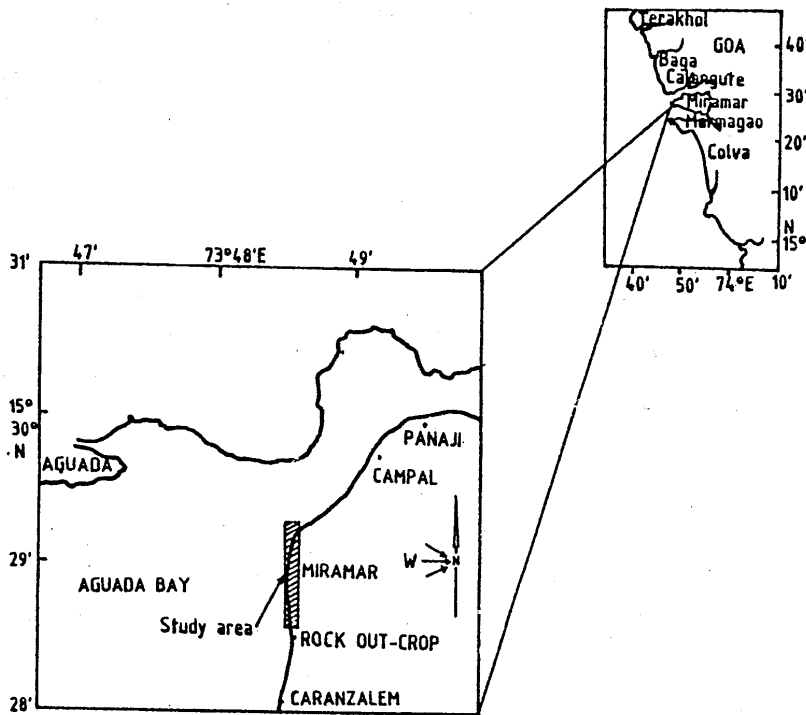 Terakhol
GOA
Baga
Calangute
Miramar
Marmagao
Colva
40'
30'
20'
10'
N
15°
40' 50' 74°E 10'
47' 73°48'E 49'
31'
15°
30°
N
29'
28'
AGUADA
PANAJI
CAMPAL
W
N
MIRAMAR
AGUADA BAY
Study area
ROCK OUT-CROP
CARANZALEM